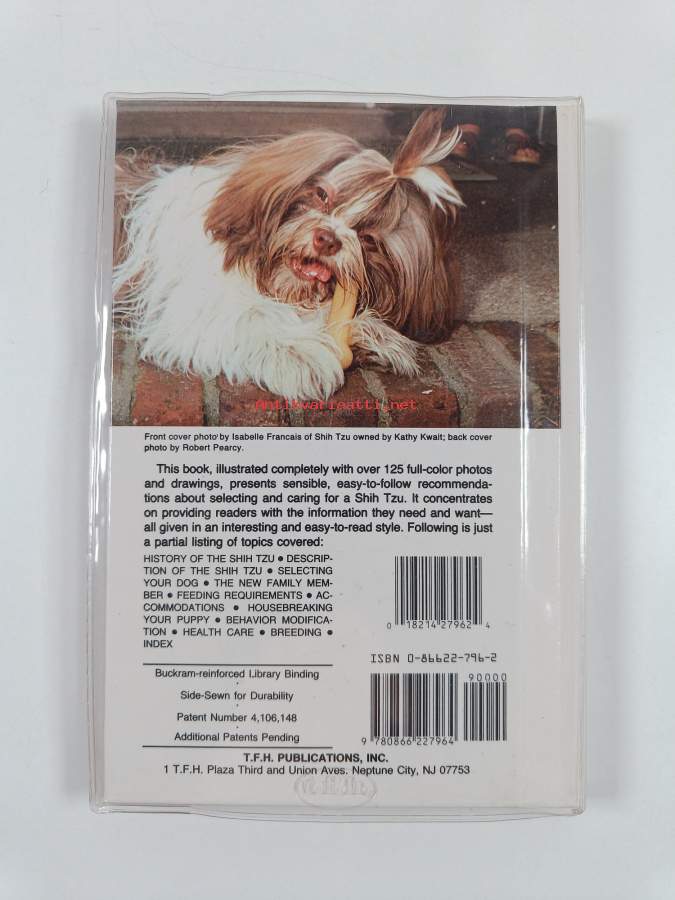 Antikvariaatti.net
Front cover photo by Isabelle Francais of Shih Tzu owned by Kathy Kwait; back cover
photo by Robert Pearcy.
This book, illustrated completely with over 125 full-color photos
and drawings, presents sensible, easy-to-follow recommenda-
tions about selecting and caring for a Shih Tzu. It concentrates
on providing readers with the information they need and want—
all given in an interesting and easy-to-read style. Following is just
a partial listing of topics covered:
HISTORY OF THE SHIH TZU • DESCRIP-
TION OF THE SHIH TZU • SELECTING
YOUR DOG • THE NEW FAMILY MEM-
BER • FEEDING REQUIREMENTS • AC-
COMMODATIONS • HOUSEBREAKING
YOUR PUPPY • BEHAVIOR MODIFICA-
TION • HEALTH CARE • BREEDING •
INDEX
0 18214 27962 4
ISBN 0-86622-796-2
90000
9 780866 227964
Buckram-reinforced Library Binding
Side-Sewn for Durability
Patent Number 4,106,148
Additional Patents Pending
T.F.H. PUBLICATIONS, INC.
1 T.F.H. Plaza Third and Union Aves. Neptune City, NJ 07753